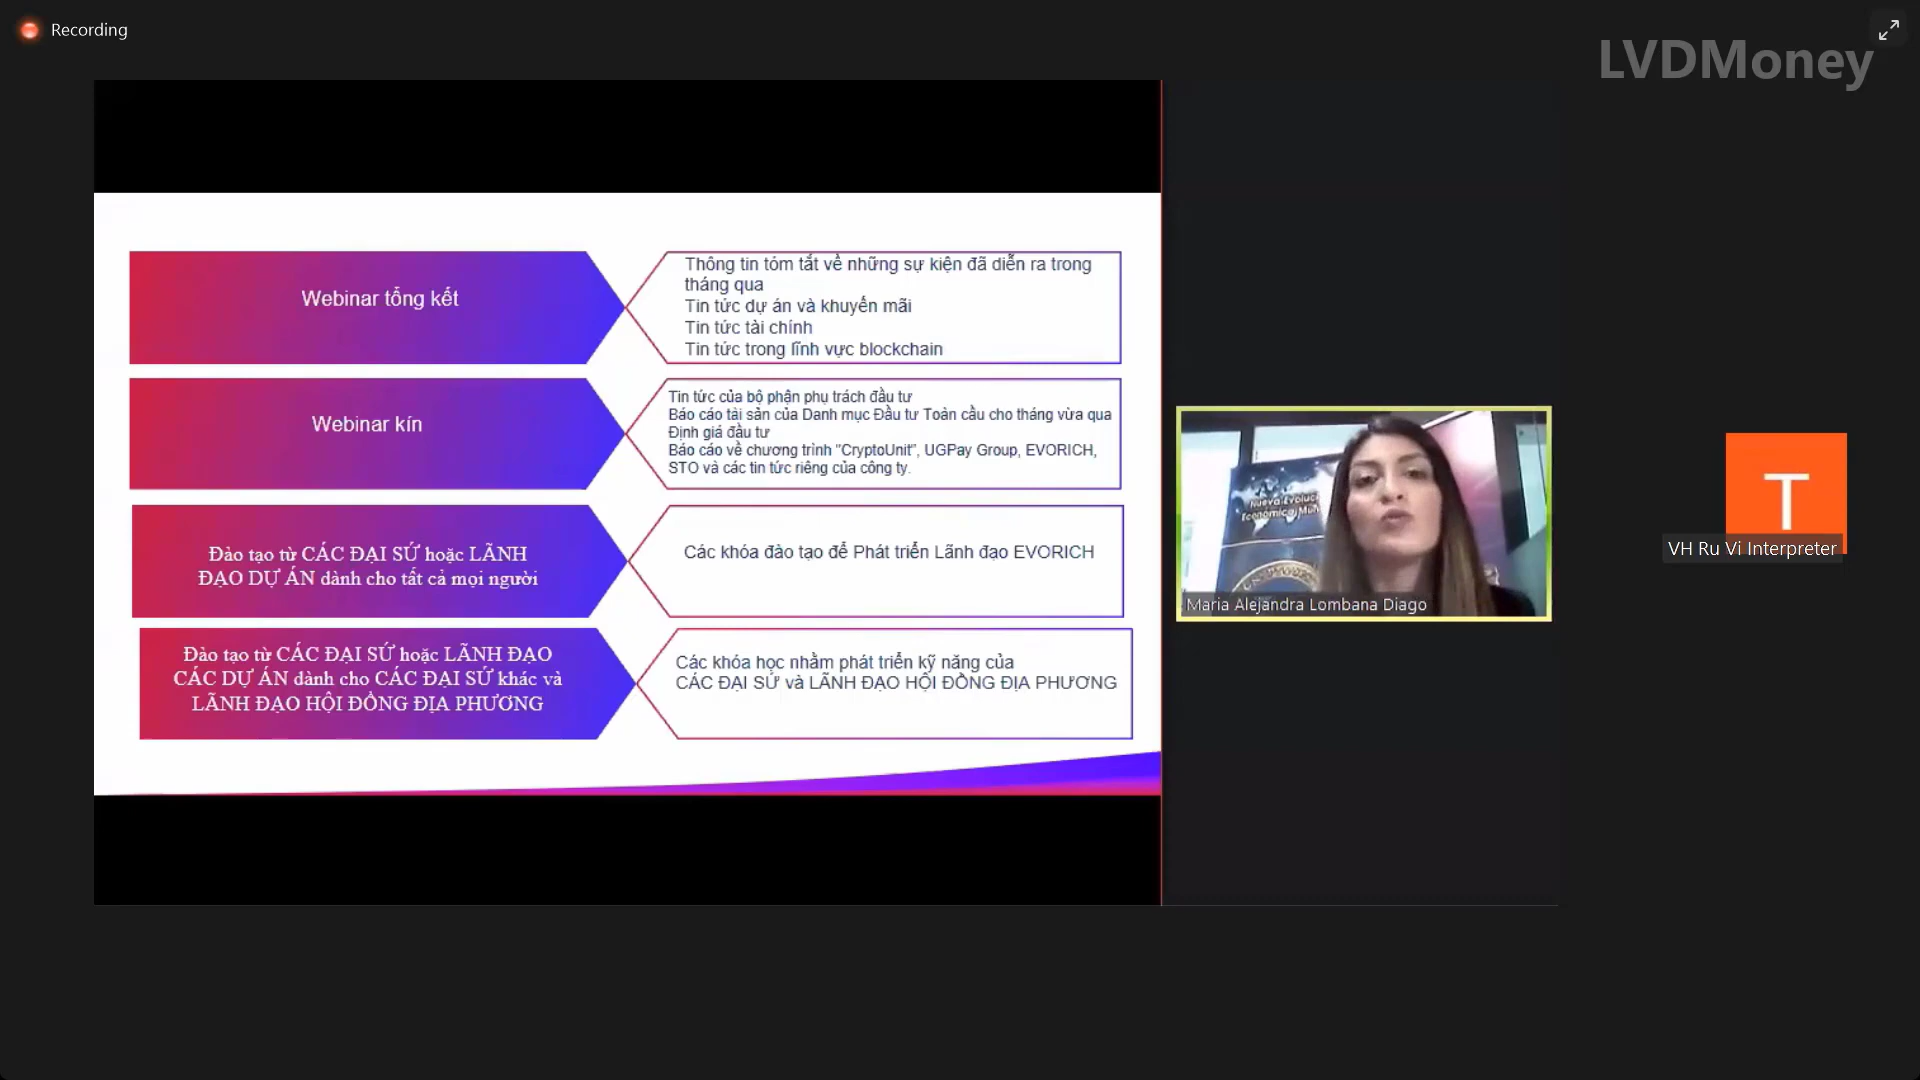 Recording
LVDMoney
Webinar tổng kết
Thông tin tóm tắt về những sự kiện đã diễn ra trong
tháng qua
Tin tức dự án và khuyến mãi
Tin tức tài chính
Tin tức trong lĩnh vực blockchain
Webinar kín
Tin tức của bộ phận phụ trách đầu tư
Báo cáo tài sản của Danh mục Đầu tư Toàn cầu cho tháng vừa qua
Định giá đầu tư
Báo cáo về chương trình "CryptoUnit", UGPay Group, EVORICH,
STO và các tin tức riêng của công ty.
Đào tạo từ CÁC ĐẠI SỨ hoặc LÃNH
ĐẠO DỰ ÁN dành cho tất cả mọi người
Các khóa đào tạo để Phát triển Lãnh đạo EVORICH
Đào tạo từ CÁC ĐẠI SỨ hoặc LÃNH ĐẠO
CÁC DỰ ÁN dành cho CÁC ĐẠI SỨ khác và
LÃNH ĐẠO HỘI ĐỒNG ĐỊA PHƯƠNG
Các khóa học nhằm phát triển kỹ năng của
CÁC ĐẠI SỨ và LÃNH ĐẠO HỘI ĐỒNG ĐỊA PHƯƠNG
Nueva Evoluci
Económica Mun
Maria Alejandra Lombana Diago
T
VH Ru Vi Interpreter